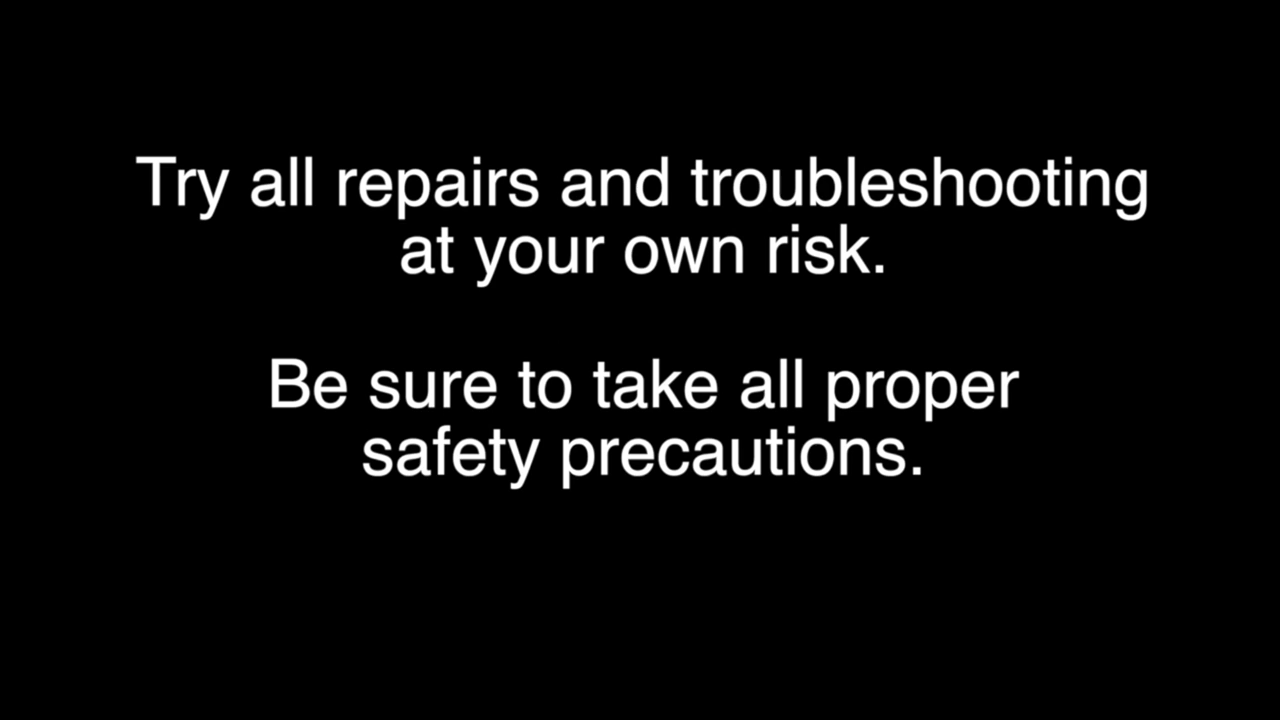 Try all repairs and troubleshooting
at your own risk.
Be sure to take all proper
safety precautions.